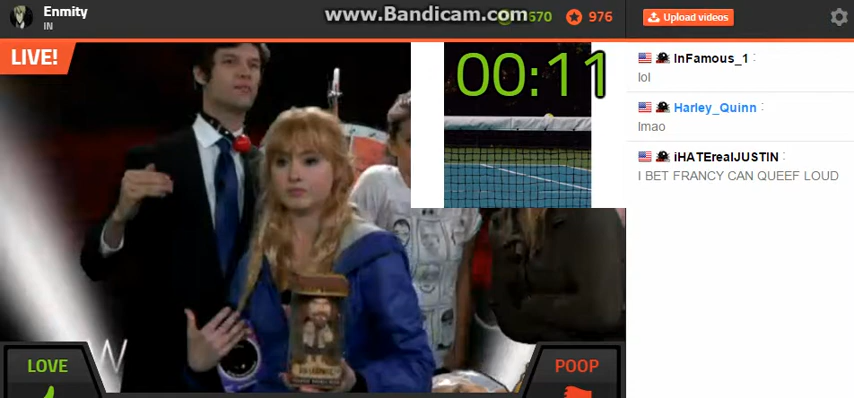 Enmity
IN
www.Bandicam.com
670
976
Upload videos
LIVE!
00:11
InFamous_1 :
lol
Harley_Quinn :
lmao
iHATErealJUSTIN :
I BET FRANCY CAN QUEEF LOUD
LOVE
POOP